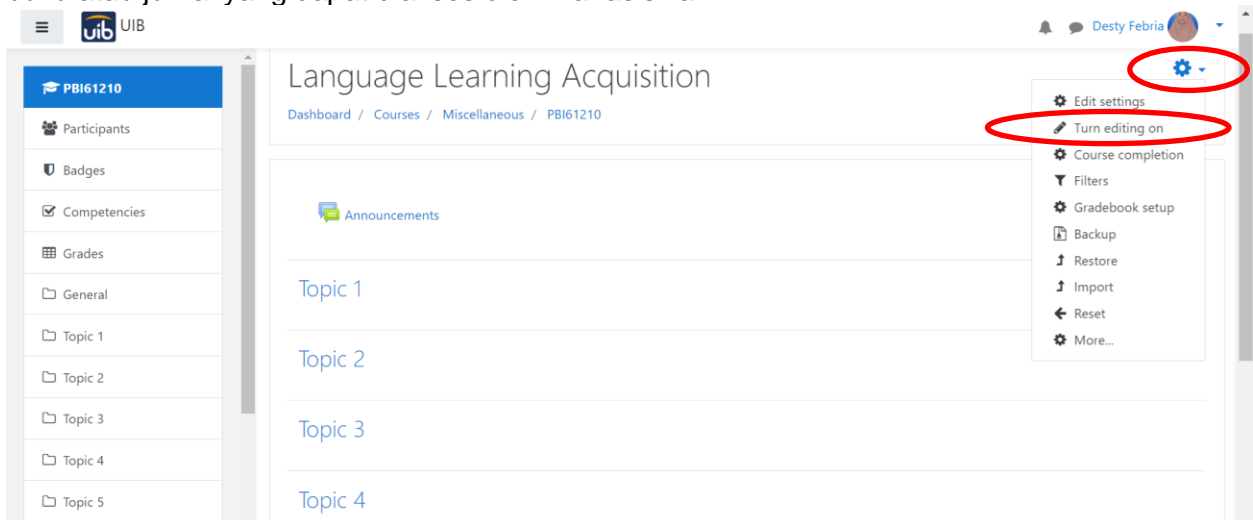 uib UIB
Desty Febria
PBI61210
Participants
Badges
Competencies
Grades
General
Topic 1
Topic 2
Topic 3
Topic 4
Topic 5
Language Learning Acquisition
Dashboard / Courses / Miscellaneous / PBI61210
Announcements
Topic 1
Topic 2
Topic 3
Topic 4
Edit settings
Turn editing on
Course completion
Filters
Gradebook setup
Backup
Restore
Import
Reset
More...